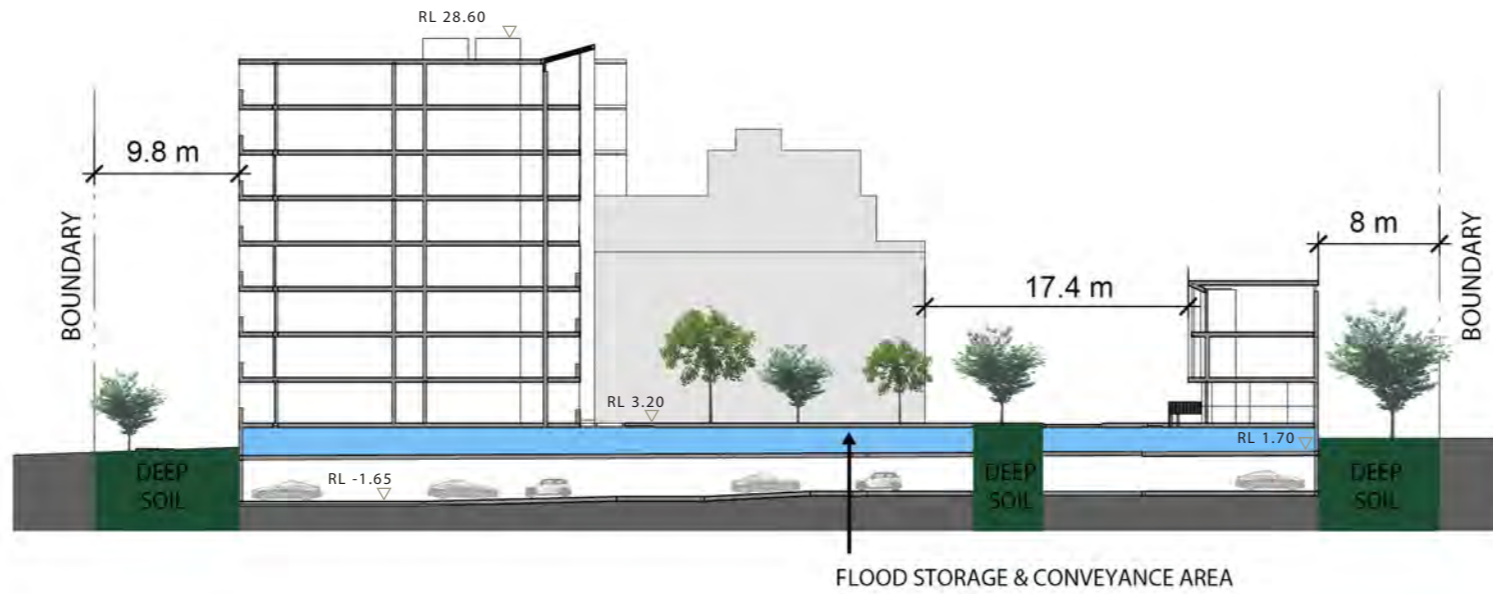 RL 28.60
9.8 m
BOUNDARY
8 m
BOUNDARY
17.4 m
RL 3.20
RL 1.70
DEEP
SOIL
RL -1.65
DEEP
SOIL
DEEP
SOIL
FLOOD STORAGE & CONVEYANCE AREA